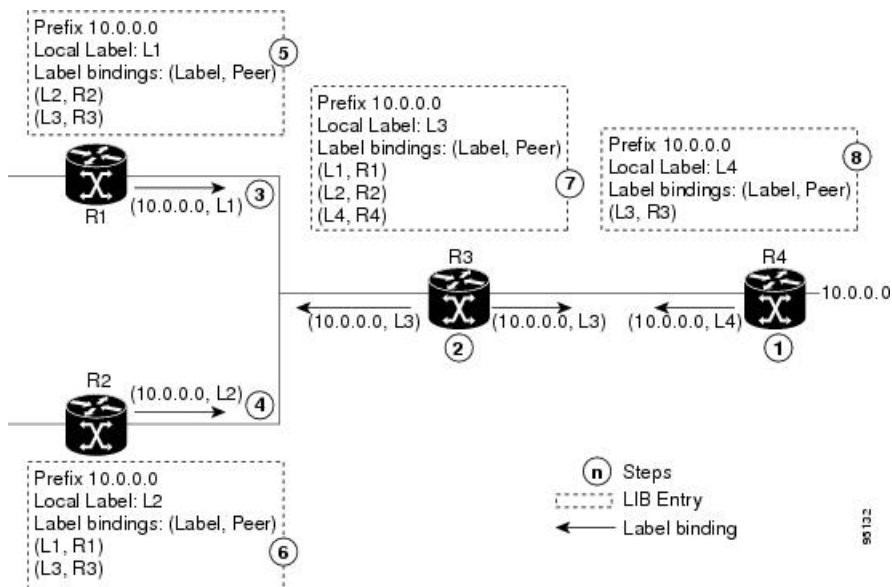 Prefix 10.0.0.0
Local Label: L1
Label bindings: (Label, Peer)
(L2, R2)
(L3, R3)
5
R1
(10.0.0.0, L1)
3
Prefix 10.0.0.0
Local Label: L3
Label bindings: (Label, Peer)
(L1, R1)
(L2, R2)
(L4, R4)
7
Prefix 10.0.0.0
Local Label: L4
Label bindings: (Label, Peer)
(L3, R3)
8
R3
(10.0.0.0, L3)
(10.0.0.0, L3)
2
R4
10.0.0.0
(10.0.0.0, L4)
1
R2
(10.0.0.0, L2)
4
Prefix 10.0.0.0
Local Label: L2
Label bindings: (Label, Peer)
(L1, R1)
(L3, R3)
6
n Steps
LIB Entry
Label binding
95132